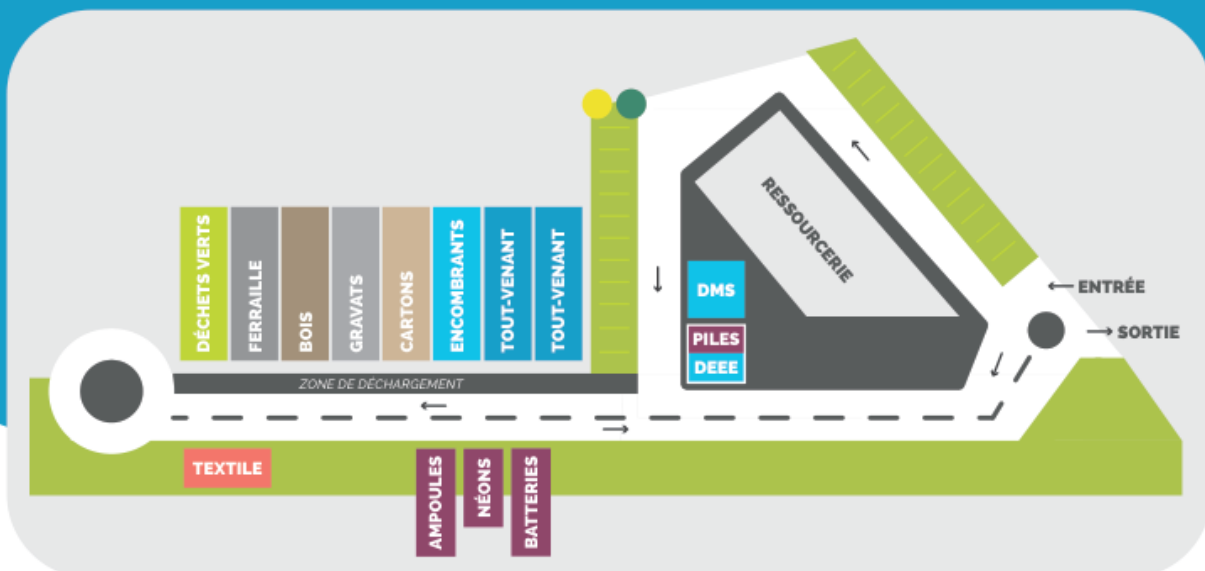 DÉCHETS VERTS
FERRAILLE
BOIS
GRAVATS
CARTONS
ENCOMBRANTS
TOUT-VENANT
TOUT-VENANT
RESSOURCERIE
DMS
PILES
DEEE
ENTRÉE
SORTIE
ZONE DE DÉCHARGEMENT
TEXTILE
AMPOULES
NÉONS
BATTERIES